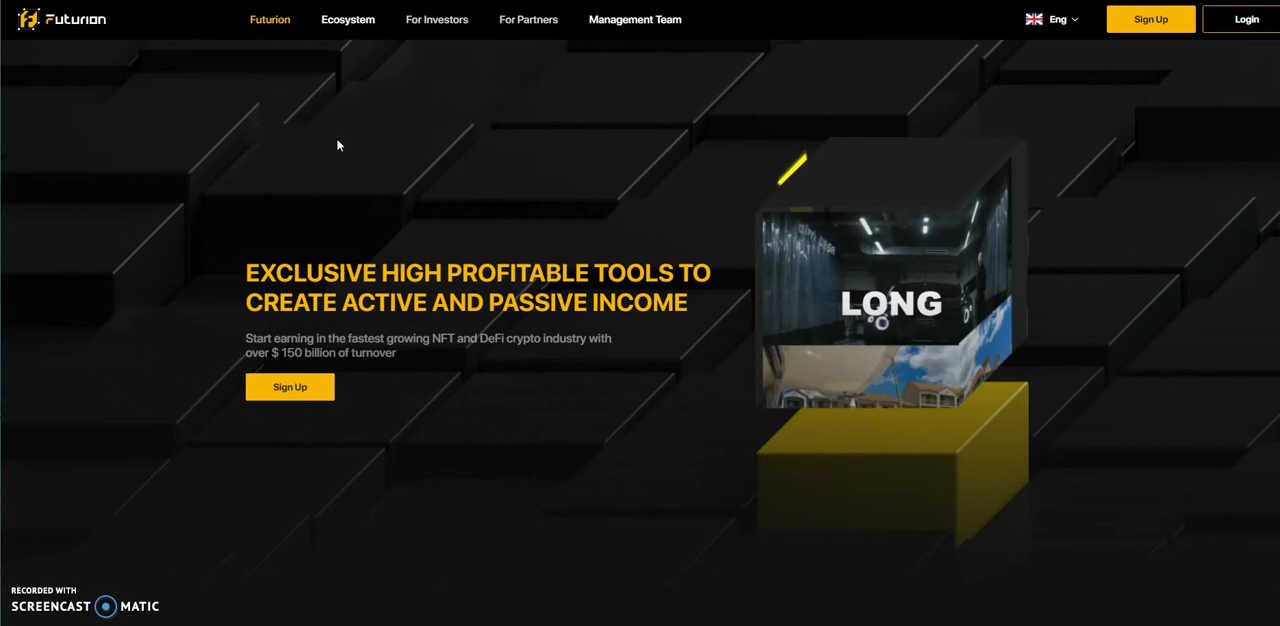 Futurion
Futurion
Ecosystem
For Investors
For Partners
Management Team
Eng
Sign Up
Login
EXCLUSIVE HIGH PROFITABLE TOOLS TO
CREATE ACTIVE AND PASSIVE INCOME
Start earning in the fastest growing NFT and DeFi crypto industry with
over $ 150 billion of turnover
Sign Up
LONG
RECORDED WITH
SCREENCAST MATIC